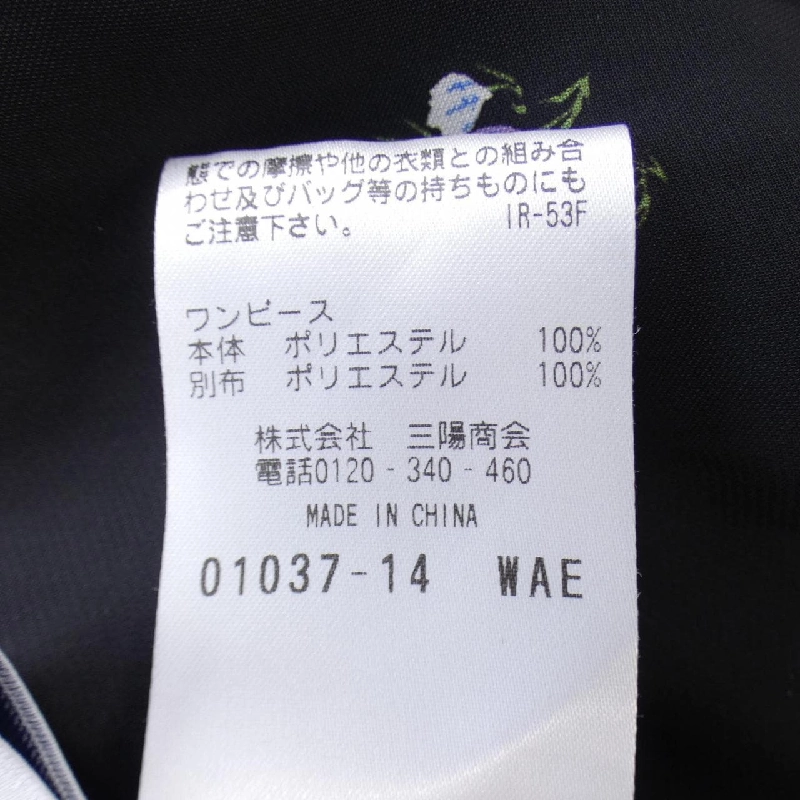 態での摩擦や他の衣類との組み合
わせ及びバッグ等の持ちものにも
ご注意下さい。 IR-53F
ワンピース
本体 ポリエステル 100%
別布 ポリエステル 100%
株式会社 三陽商会
電話0120-340-460
MADE IN CHINA
01037-14 WAE